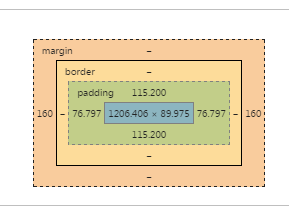 margin –
border –
padding 115.200
160 – 76.797 1206.406 × 89.975 76.797 – 160
115.200
–
–